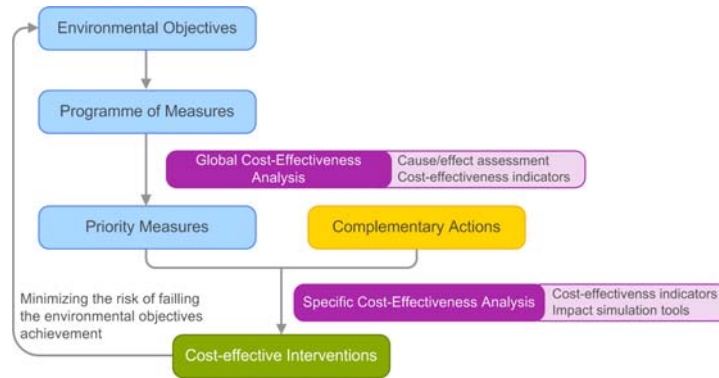 Environmental Objectives
Programme of Measures
Global Cost-Effectiveness
Analysis
Cause/effect assessment
Cost-effectiveness indicators
Priority Measures
Complementary Actions
Specific Cost-Effectiveness Analysis
Cost-effectivenss indicators
Impact simulation tools
Minimizing the risk of failling
the environmental objectives
achievement
Cost-effective Interventions